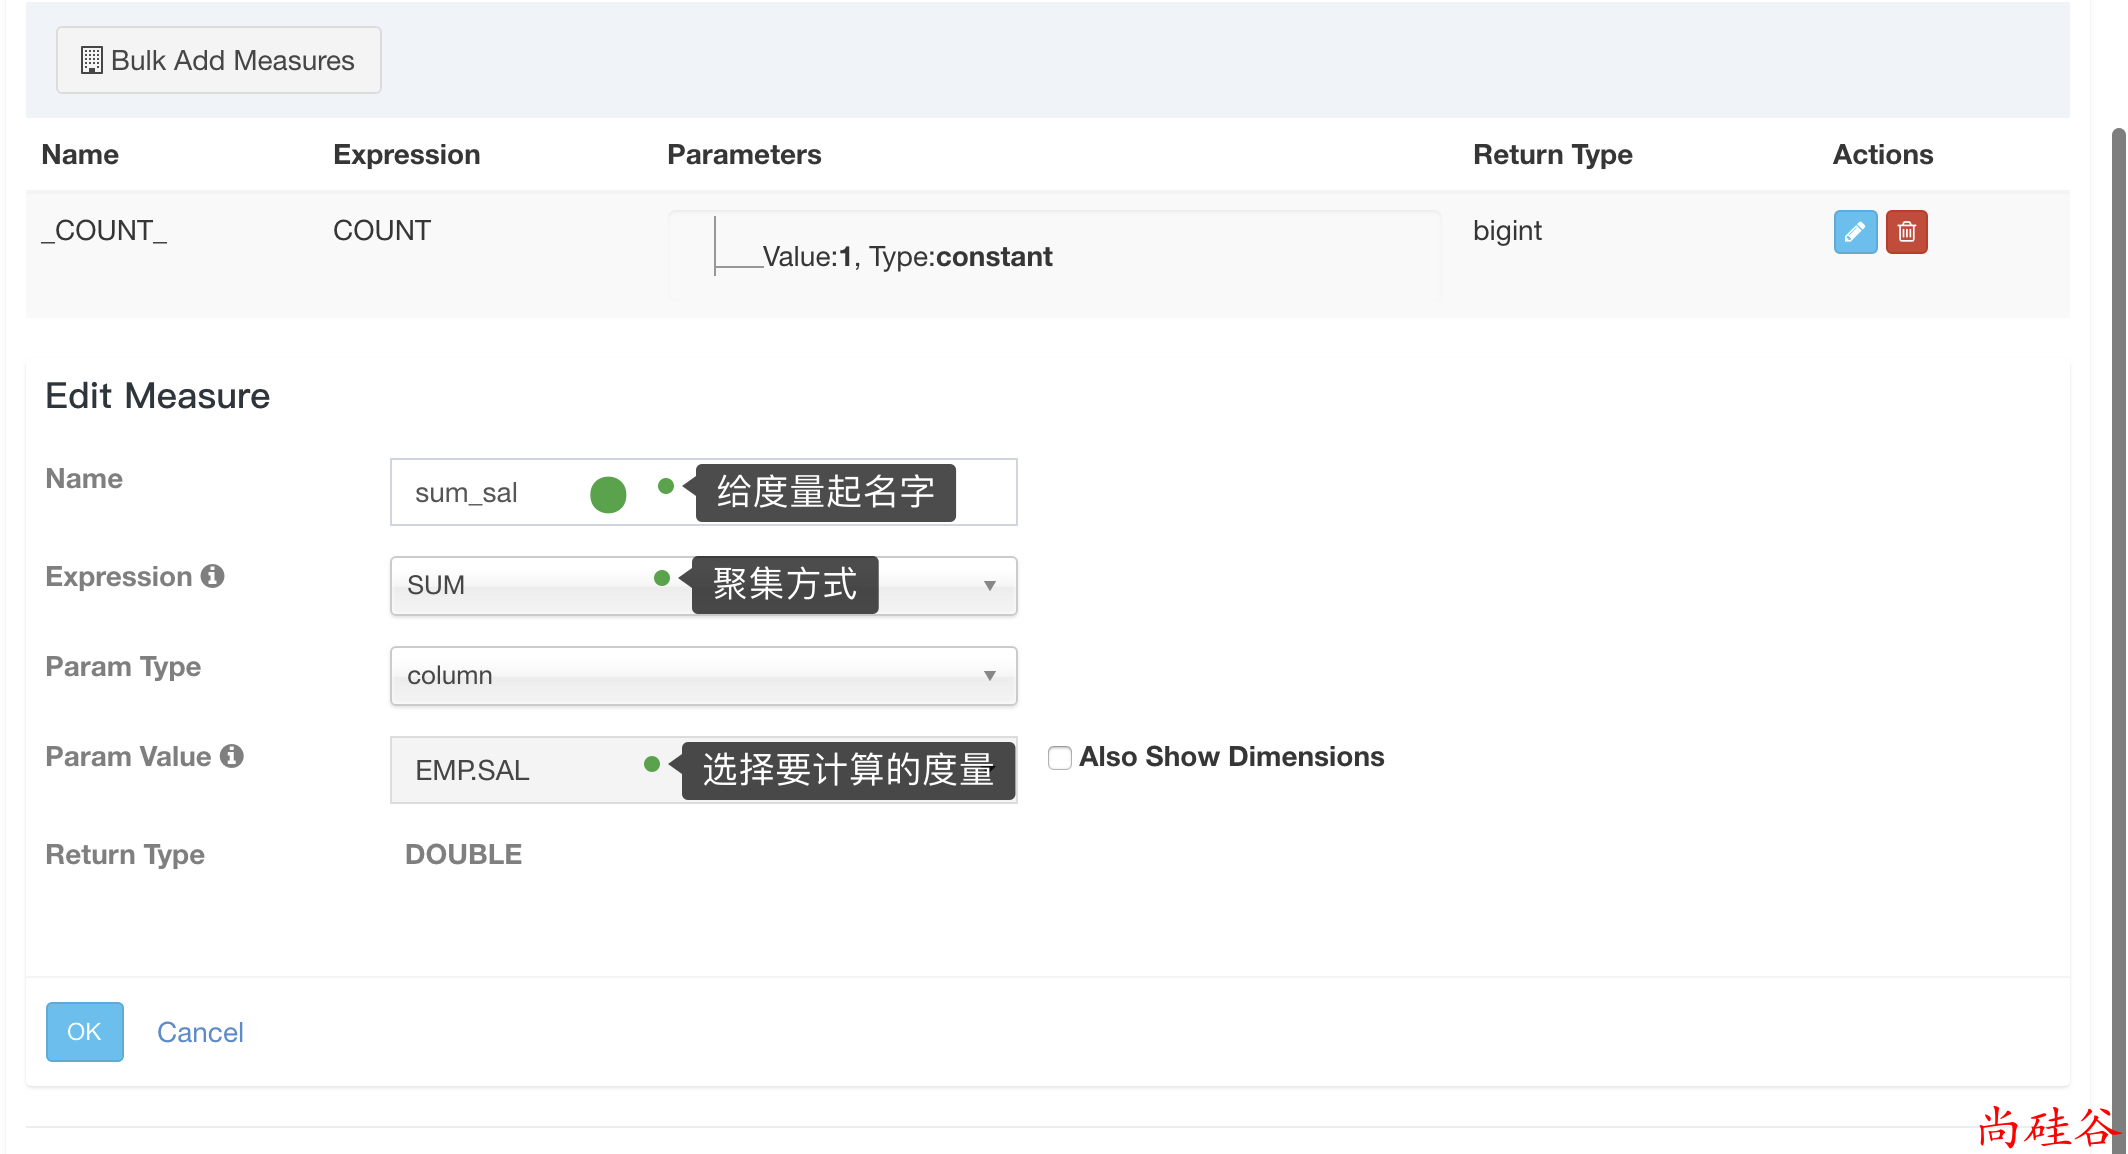 Bulk Add Measures
Name Expression Parameters Return Type Actions
_COUNT_ COUNT Value:1, Type:constant bigint
Edit Measure
Name sum_sal 给度量起名字
Expression SUM 聚集方式
Param Type column
Param Value EMP.SAL 选择要计算的度量 Also Show Dimensions
Return Type DOUBLE
OK Cancel
尚硅谷